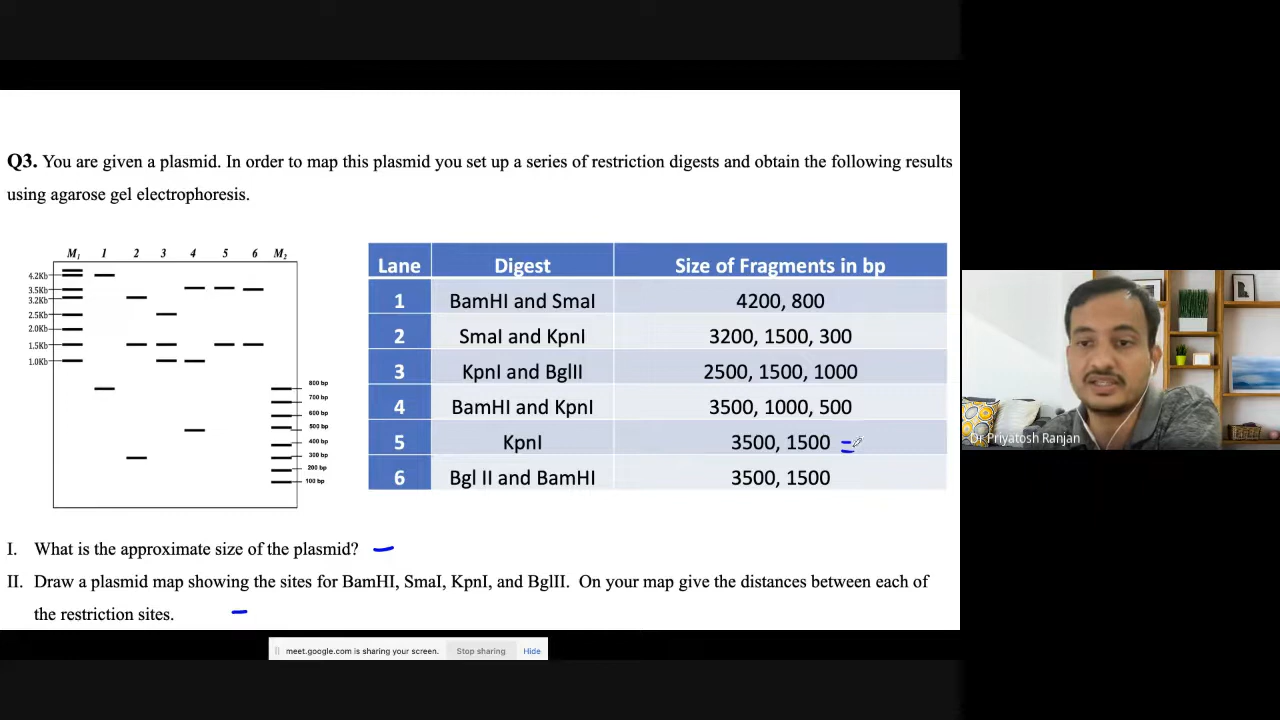 Q3. You are given a plasmid. In order to map this plasmid you set up a series of restriction digests and obtain the following results
using agarose gel electrophoresis.
M1 1 2 3 4 5 6 M2
4.2Kb
3.5Kb
3.2Kb
2.5Kb
2.0Kb
1.5Kb
1.0Kb
800 bp
700 bp
600 bp
500 bp
400 bp
300 bp
200 bp
100 bp
Lane Digest Size of Fragments in bp
1 BamHI and SmaI 4200, 800
2 SmaI and KpnI 3200, 1500, 300
3 KpnI and BglII 2500, 1500, 1000
4 BamHI and KpnI 3500, 1000, 500
5 KpnI 3500, 1500
6 Bgl II and BamHI 3500, 1500
Dr Priyatosh Ranjan
I. What is the approximate size of the plasmid?
II. Draw a plasmid map showing the sites for BamHI, SmaI, KpnI, and BglII. On your map give the distances between each of
the restriction sites.
meet.google.com is sharing your screen. Stop sharing Hide